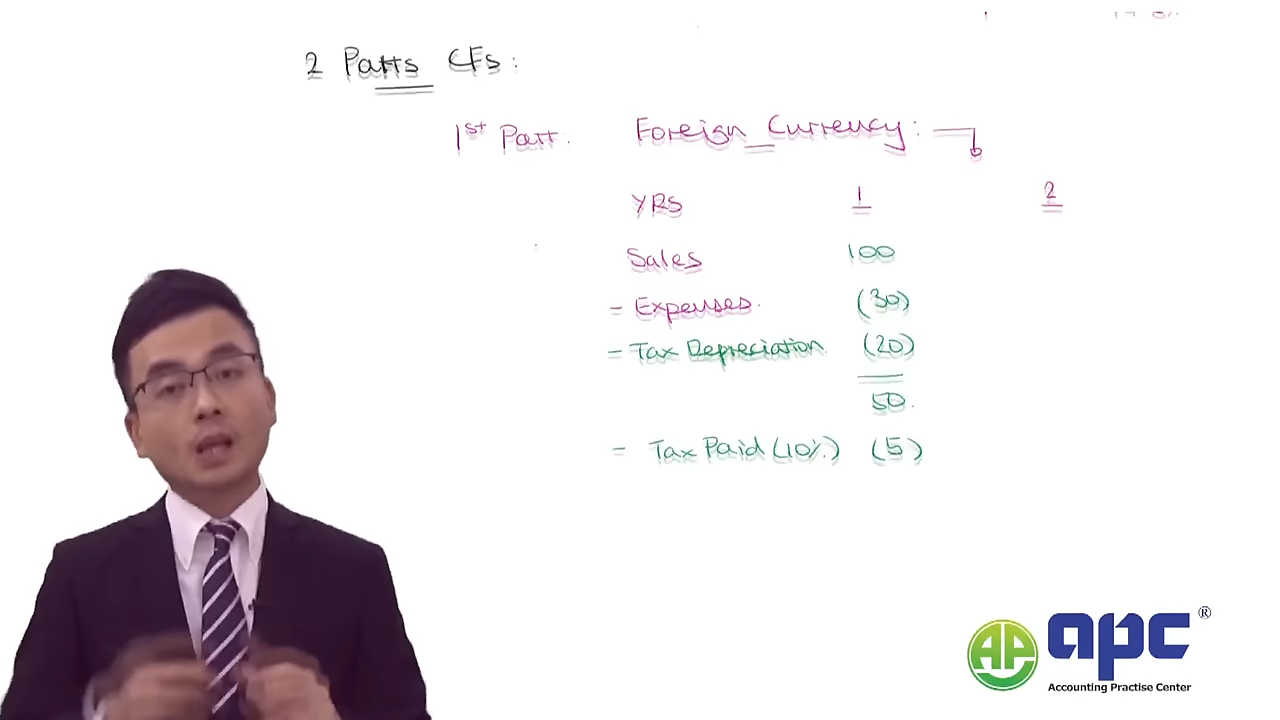 2 Parts CFs:
1st Part: Foreign Currency:
YRS 1 2
Sales 100
- Expenses. (30)
- Tax Depreciation (20)
50.
- Tax Paid (10%) (5)
AP apc ®
Accounting Practise Center